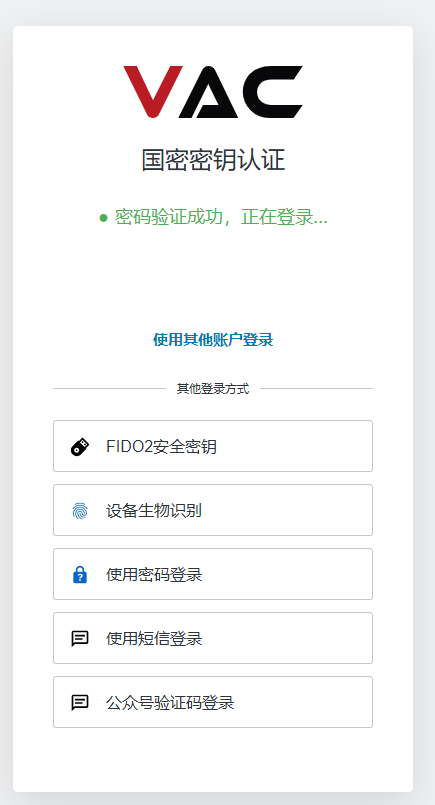 VAC
国密密钥认证
● 密码验证成功，正在登录...
使用其他账户登录
其他登录方式
FIDO2安全密钥
设备生物识别
使用密码登录
使用短信登录
公众号验证码登录